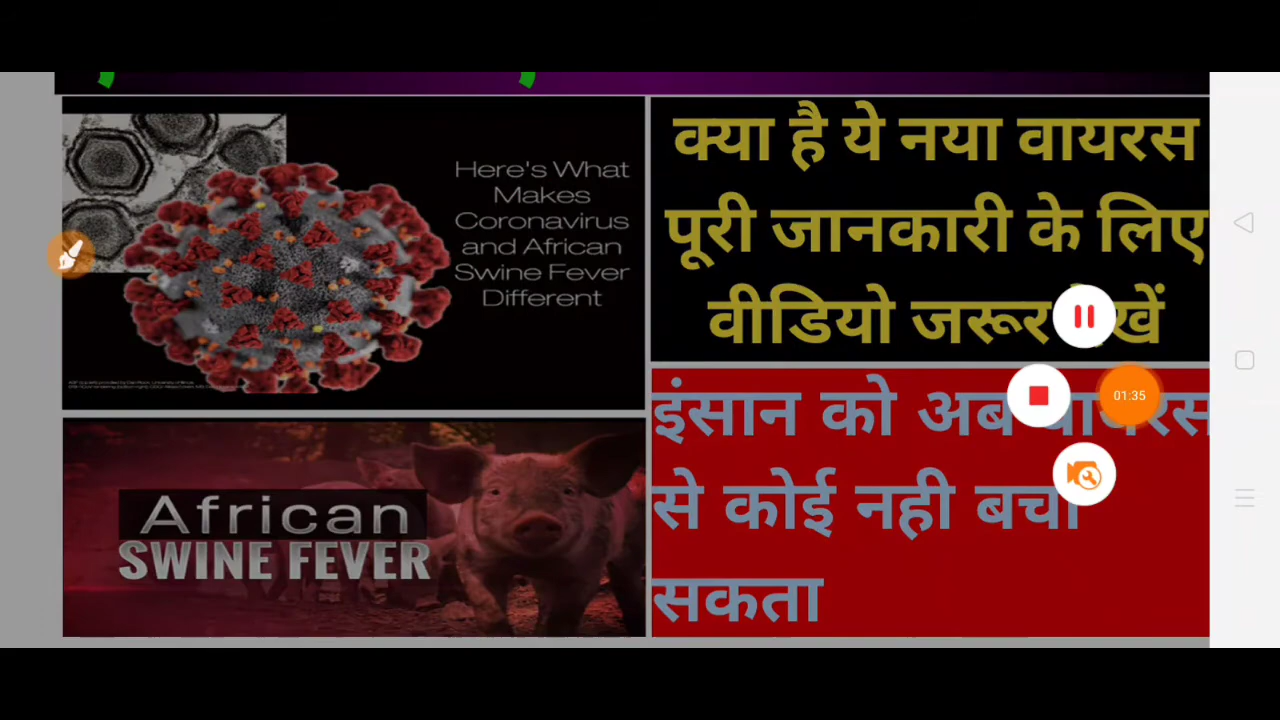 Here's What
Makes
Coronavirus
and African
Swine Fever
Different
क्या है ये नया वायरस
पूरी जानकारी के लिए
वीडियो जरूर
African
SWINE FEVER
इंसान को अब
से कोई नही बचा
सकता
01:35